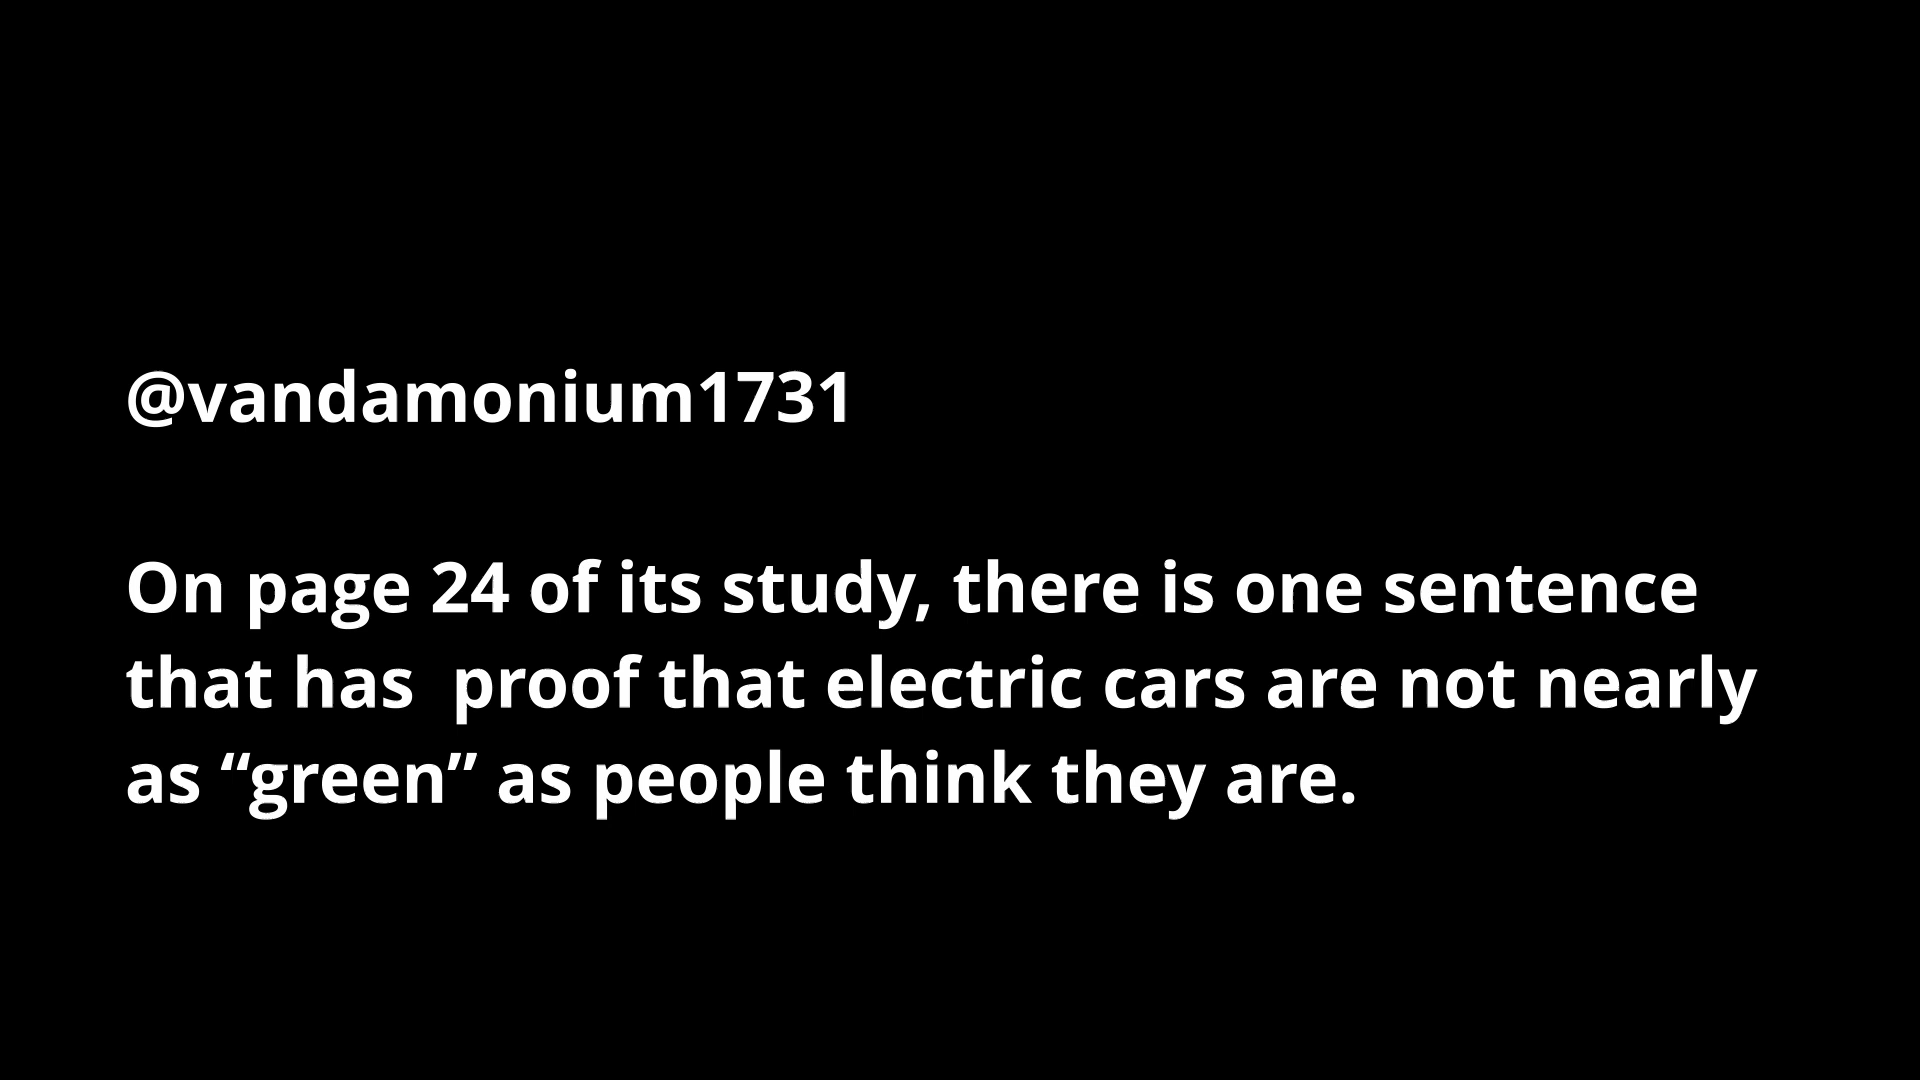 @vandamonium1731
On page 24 of its study, there is one sentence
that has  proof that electric cars are not nearly
as “green” as people think they are.